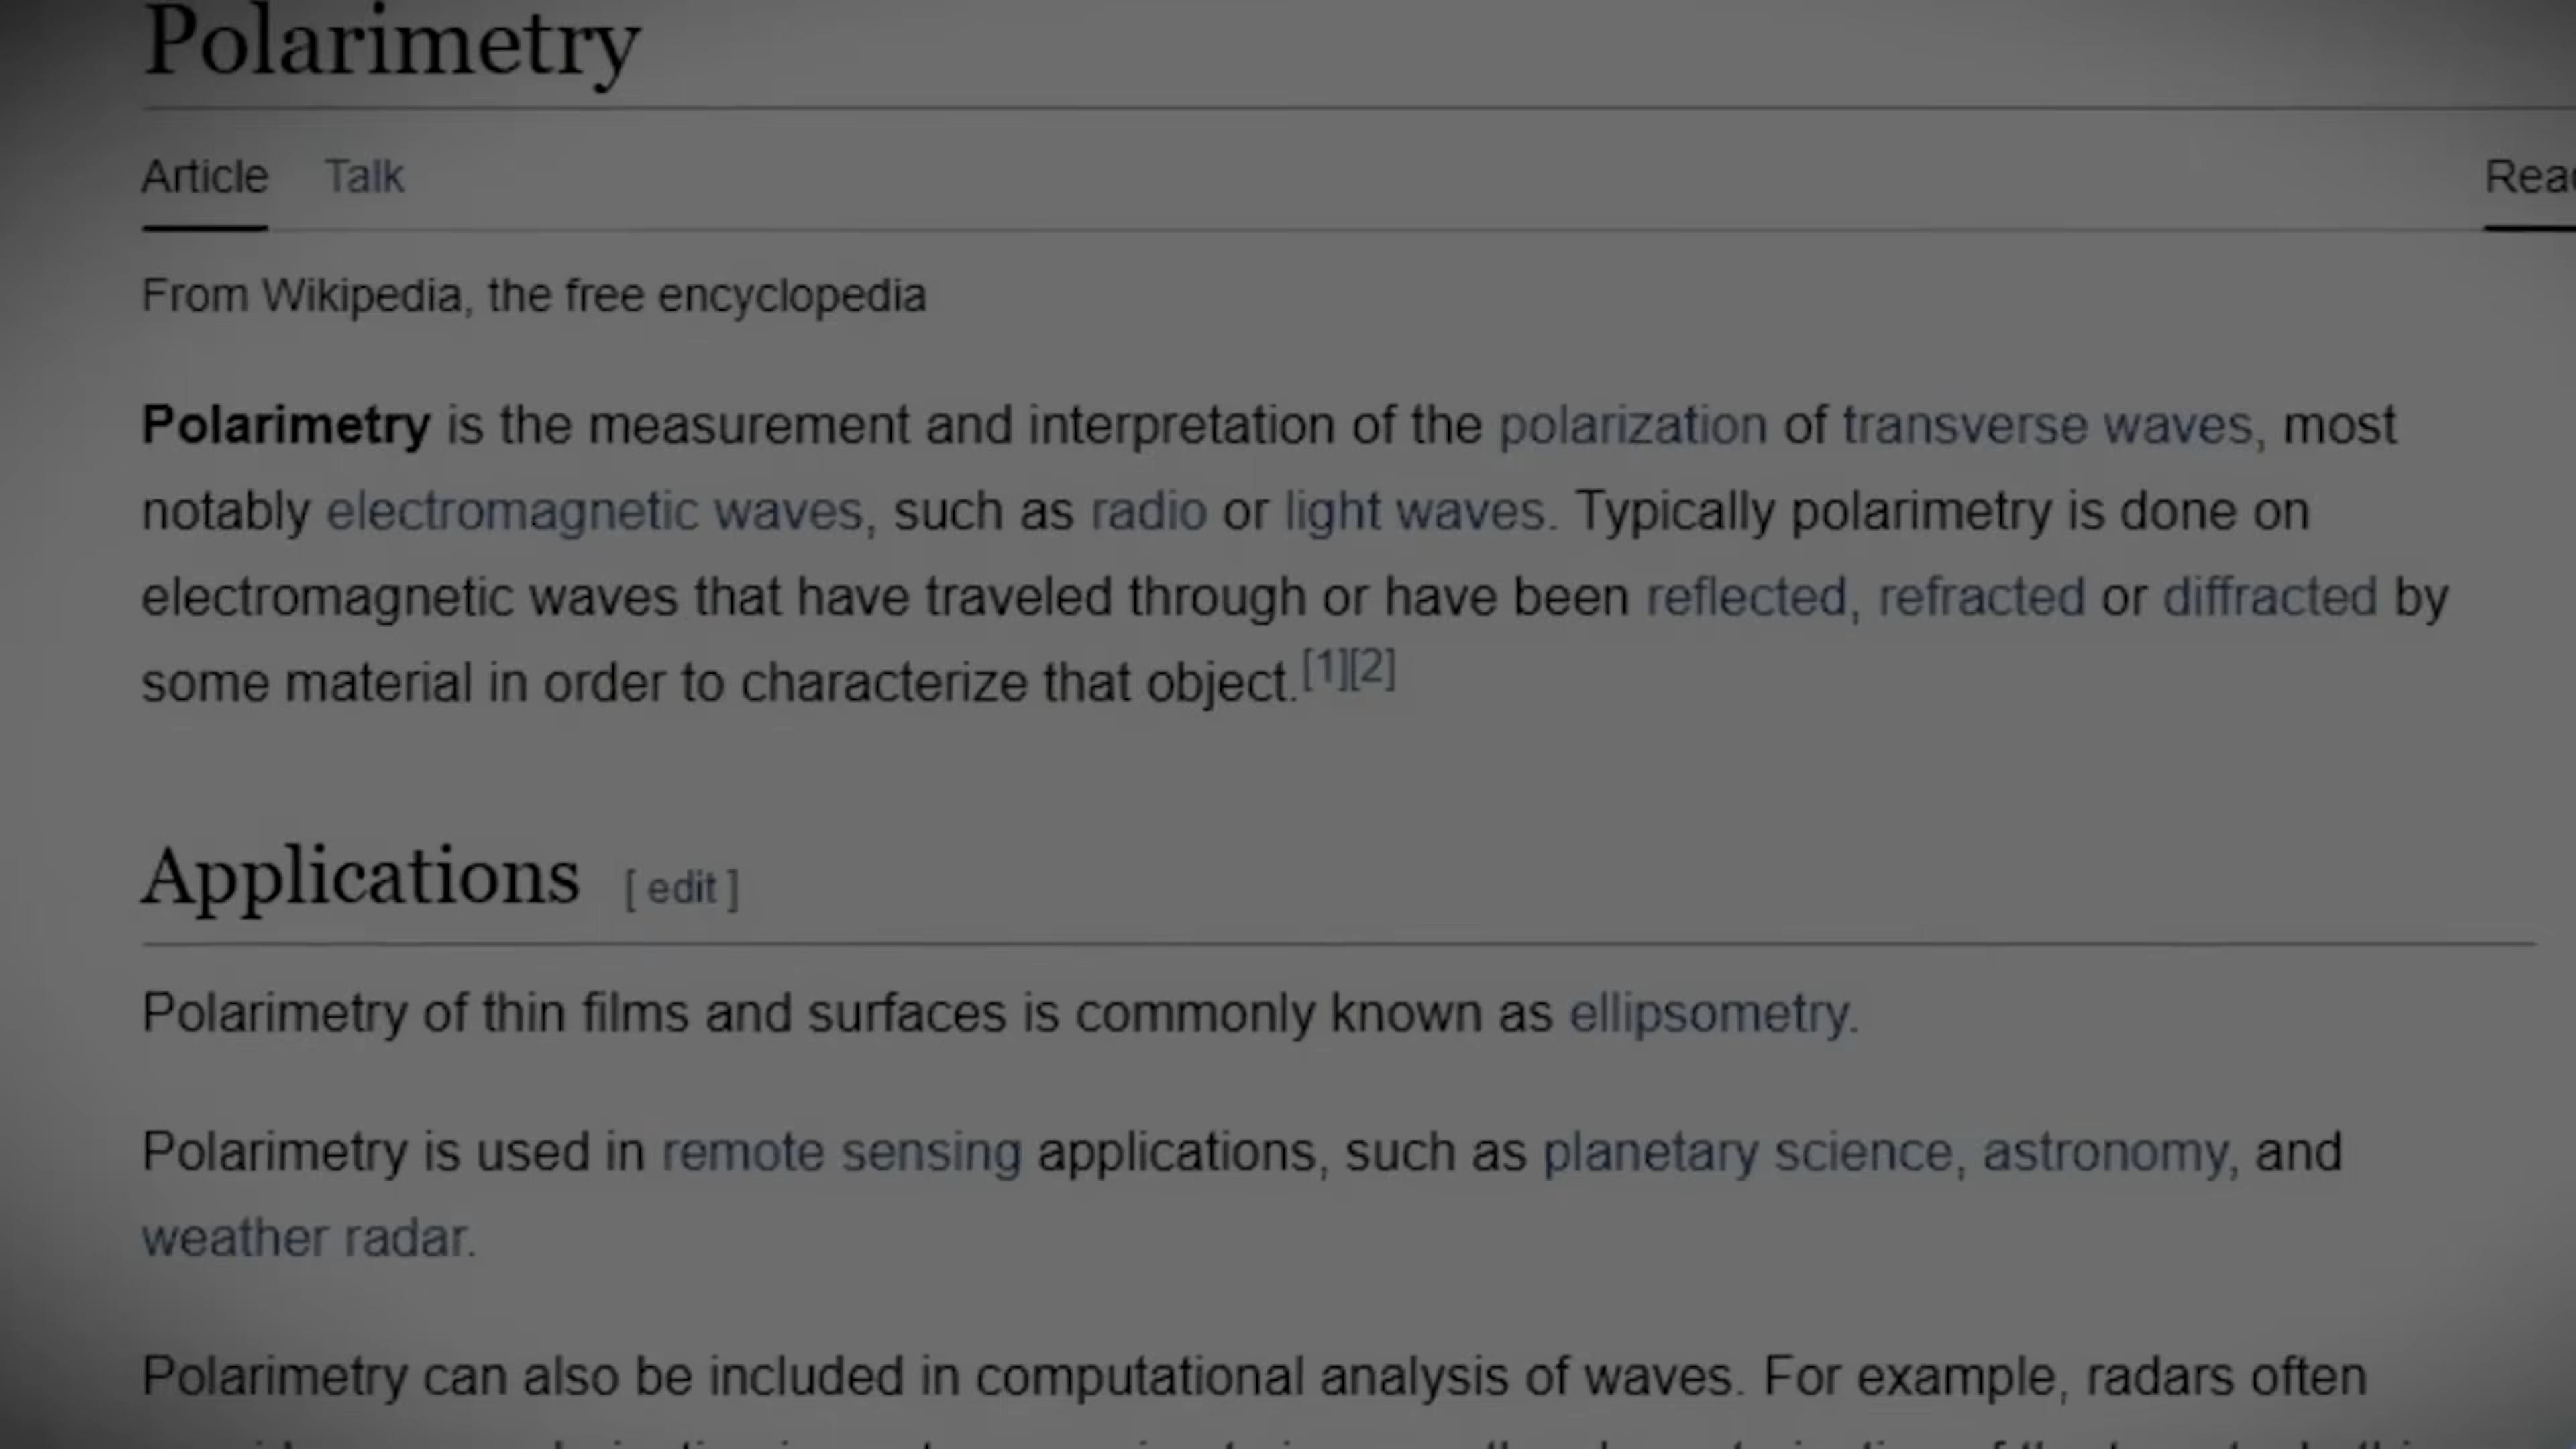 Polarimetry
Article Talk
From Wikipedia, the free encyclopedia
Polarimetry is the measurement and interpretation of the polarization of transverse waves, most
notably electromagnetic waves, such as radio or light waves. Typically polarimetry is done on
electromagnetic waves that have traveled through or have been reflected, refracted or diffracted by
some material in order to characterize that object.[1][2]
Applications [ edit ]
Polarimetry of thin films and surfaces is commonly known as ellipsometry.
Polarimetry is used in remote sensing applications, such as planetary science, astronomy, and
weather radar.
Polarimetry can also be included in computational analysis of waves. For example, radars often